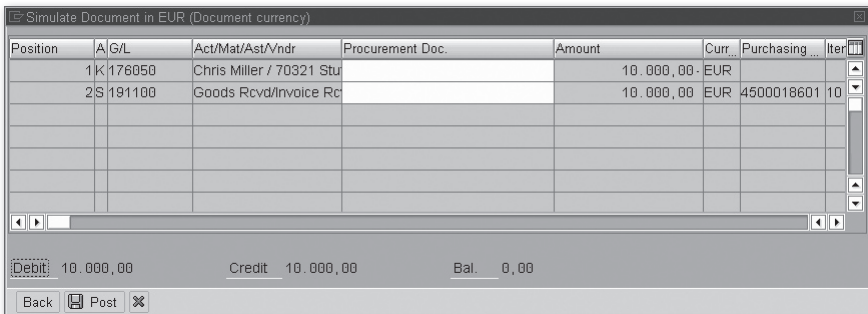 Simulate Document in EUR (Document currency)
Position A G/L Act/Mat/Ast/Vndr Procurement Doc. Amount Curr... Purchasing ... Iter
1 K 176050 Chris Miller / 70321 Stu 10.000,00- EUR
2 S 191100 Goods Rcvd/Invoice Rc 10.000,00 EUR 4500018601 10
Debit 10.000,00 Credit 10.000,00 Bal. 0,00
Back Post